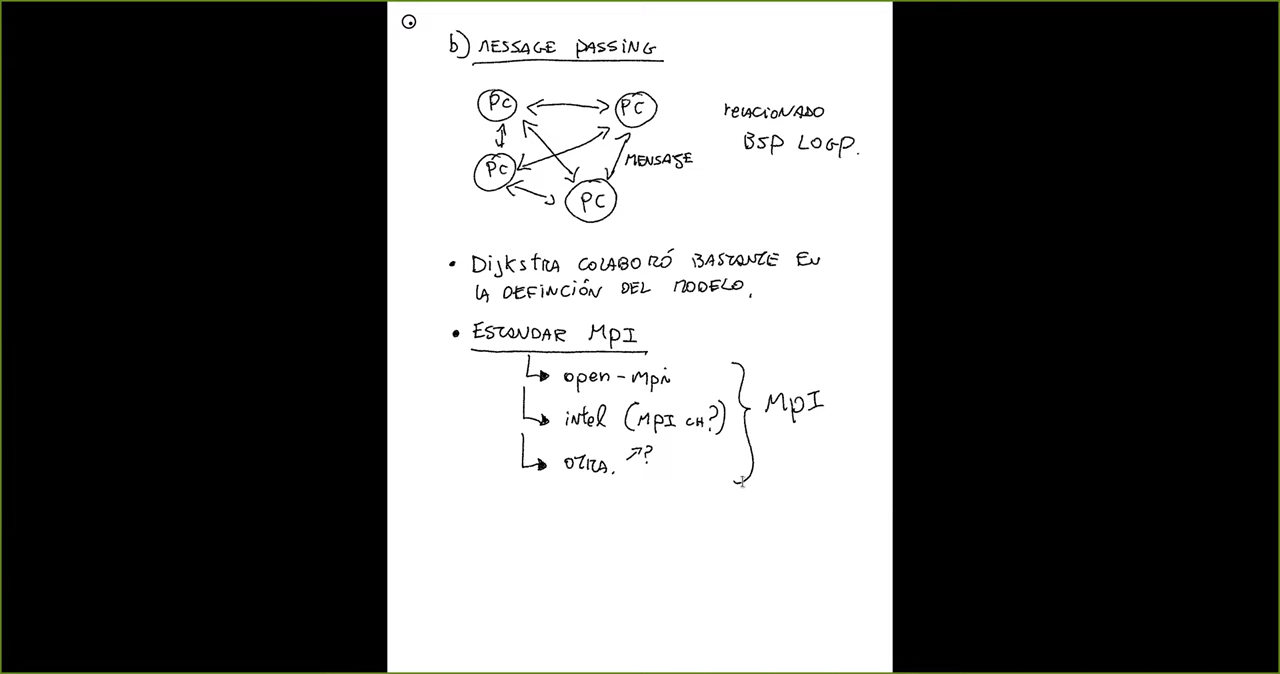 b) MESSAGE PASSING
PC
PC
relacionado
BSP LOGP.
MENSAJE
PC
PC
• Dijkstra colaboró bastante en
la definción del modelo.
• Estandar MPI
open-mpi
intel (MPI CH?)
MPI
otra. ?